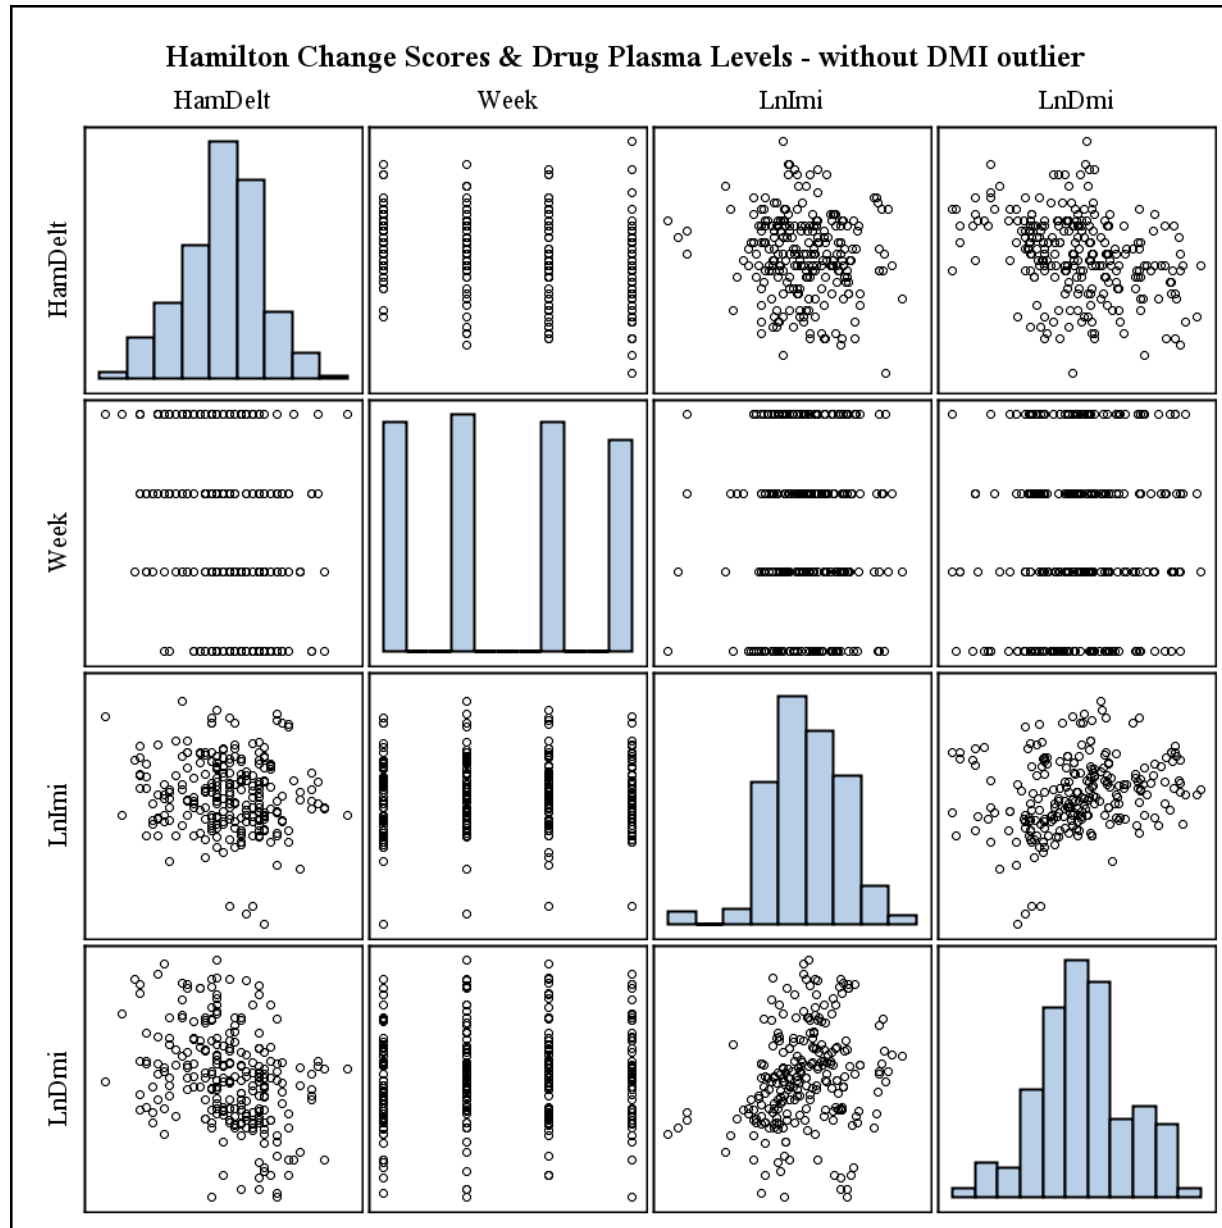 Hamilton Change Scores & Drug Plasma Levels - without DMI outlier
HamDelt Week LnImi LnDmi
HamDelt
Week
LnImi
LnDmi